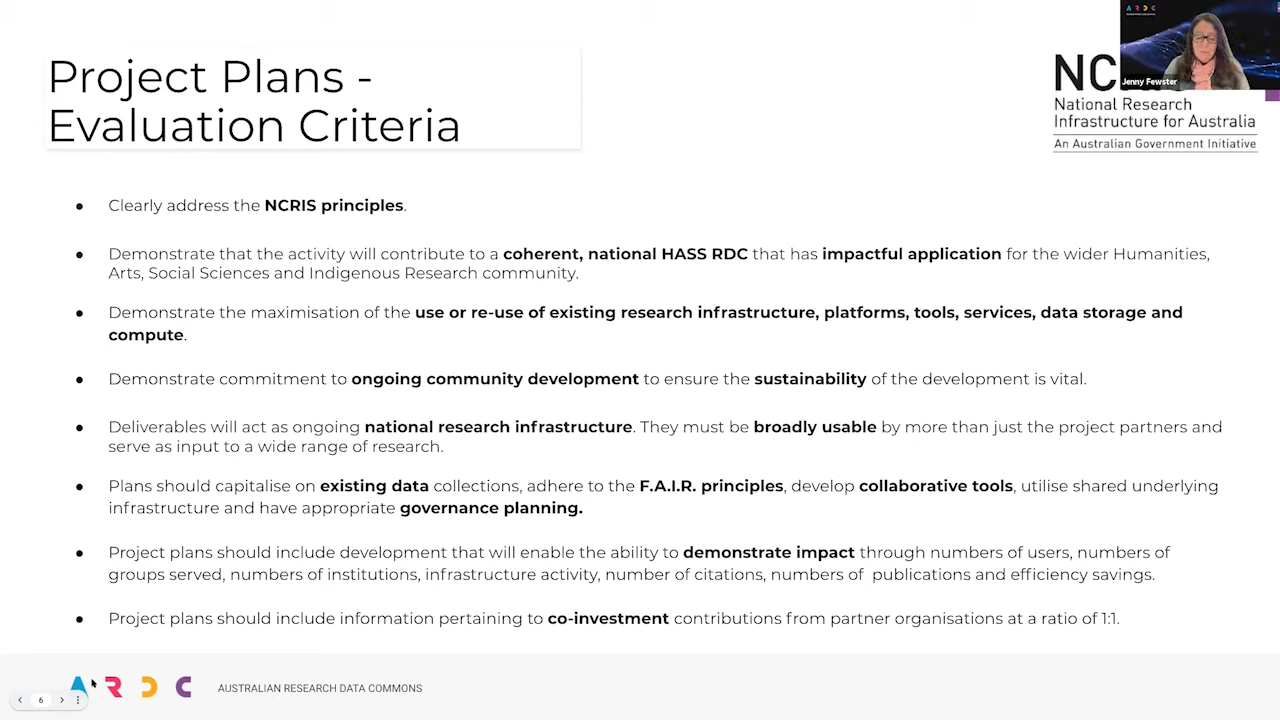 A R D C
Jenny Fewster
Project Plans -
Evaluation Criteria
NC
National Research
Infrastructure for Australia
An Australian Government Initiative
● Clearly address the NCRIS principles.
● Demonstrate that the activity will contribute to a coherent, national HASS RDC that has impactful application for the wider Humanities,
Arts, Social Sciences and Indigenous Research community.
● Demonstrate the maximisation of the use or re-use of existing research infrastructure, platforms, tools, services, data storage and
compute.
● Demonstrate commitment to ongoing community development to ensure the sustainability of the development is vital.
● Deliverables will act as ongoing national research infrastructure. They must be broadly usable by more than just the project partners and
serve as input to a wide range of research.
● Plans should capitalise on existing data collections, adhere to the F.A.I.R. principles, develop collaborative tools, utilise shared underlying
infrastructure and have appropriate governance planning.
● Project plans should include development that will enable the ability to demonstrate impact through numbers of users, numbers of
groups served, numbers of institutions, infrastructure activity, number of citations, numbers of  publications and efficiency savings.
● Project plans should include information pertaining to co-investment contributions from partner organisations at a ratio of 1:1.
A R D C AUSTRALIAN RESEARCH DATA COMMONS
6